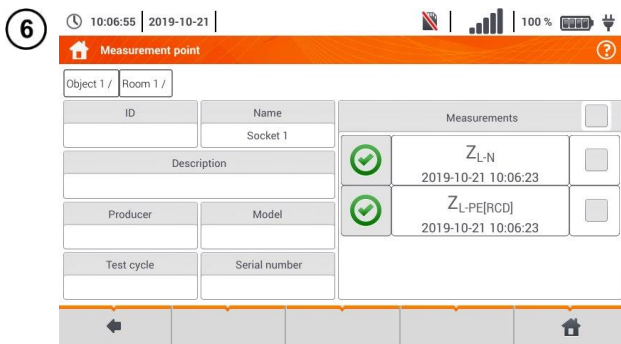 6
10:06:55 2019-10-21 100 %
Measurement point ?
Object 1 / Room 1 /
ID Name Measurements
Socket 1
Z L-N
2019-10-21 10:06:23
Description
Z L-PE[RCD]
2019-10-21 10:06:23
Producer Model
Test cycle Serial number